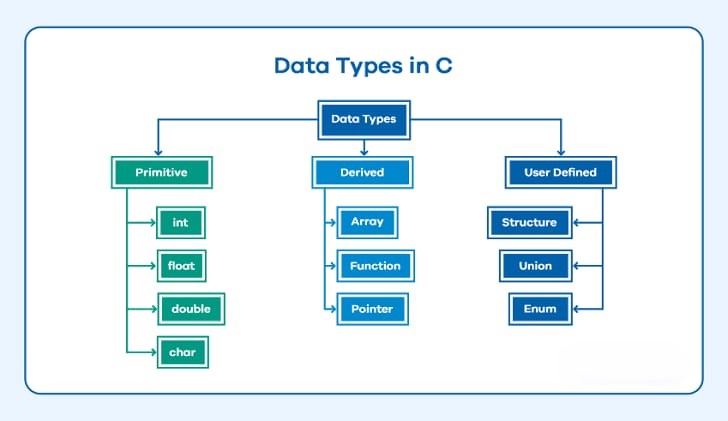 Data Types in C
Data Types
Primitive
Derived
User Defined
int
Array
Structure
float
Function
Union
double
Pointer
Enum
char